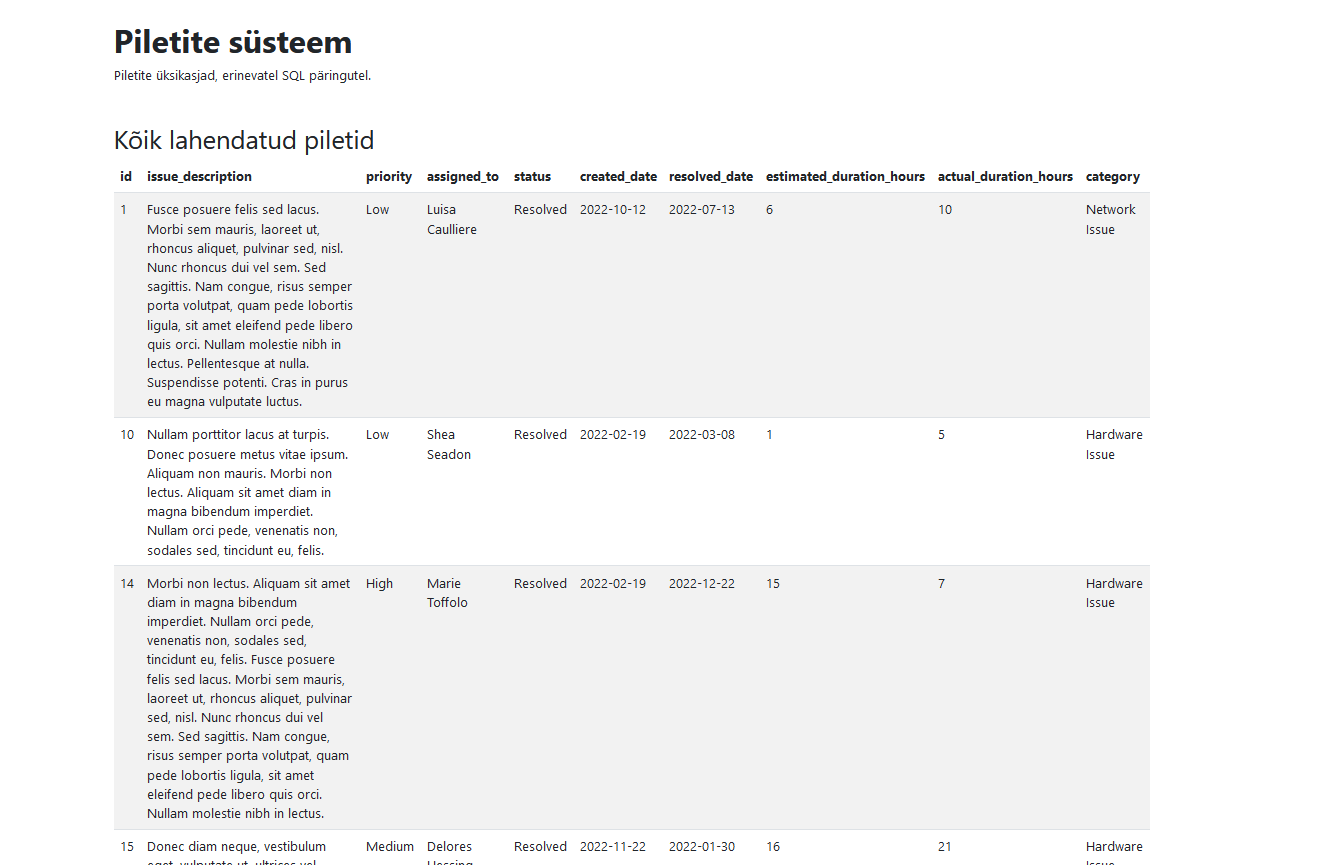 Piletite süsteem
Piletite üksikasjad, erinevatel SQL päringutel.
Kõik lahendatud piletid
id issue_description priority assigned_to status created_date resolved_date estimated_duration_hours actual_duration_hours category
1 Fusce posuere felis sed lacus. Low Luisa Resolved 2022-10-12 2022-07-13 6 10 Network
Morbi sem mauris, laoreet ut, Caulliere Issue
rhoncus aliquet, pulvinar sed, nisl.
Nunc rhoncus dui vel sem. Sed
sagittis. Nam congue, risus semper
porta volutpat, quam pede lobortis
ligula, sit amet eleifend pede libero
quis orci. Nullam molestie nibh in
lectus. Pellentesque at nulla.
Suspendisse potenti. Cras in purus
eu magna vulputate luctus.
10 Nullam porttitor lacus at turpis. Low Shea Resolved 2022-02-19 2022-03-08 1 5 Hardware
Donec posuere metus vitae ipsum. Seadon Issue
Aliquam non mauris. Morbi non
lectus. Aliquam sit amet diam in
magna bibendum imperdiet.
Nullam orci pede, venenatis non,
sodales sed, tincidunt eu, felis.
14 Morbi non lectus. Aliquam sit amet High Marie Resolved 2022-02-19 2022-12-22 15 7 Hardware
diam in magna bibendum Toffolo Issue
imperdiet. Nullam orci pede,
venenatis non, sodales sed,
tincidunt eu, felis. Fusce posuere
felis sed lacus. Morbi sem mauris,
laoreet ut, rhoncus aliquet, pulvinar
sed, nisl. Nunc rhoncus dui vel
sem. Sed sagittis. Nam congue,
risus semper porta volutpat, quam
pede lobortis ligula, sit amet
eleifend pede libero quis orci.
Nullam molestie nibh in lectus.
15 Donec diam neque, vestibulum Medium Delores Resolved 2022-11-22 2022-01-30 16 21 Hardware